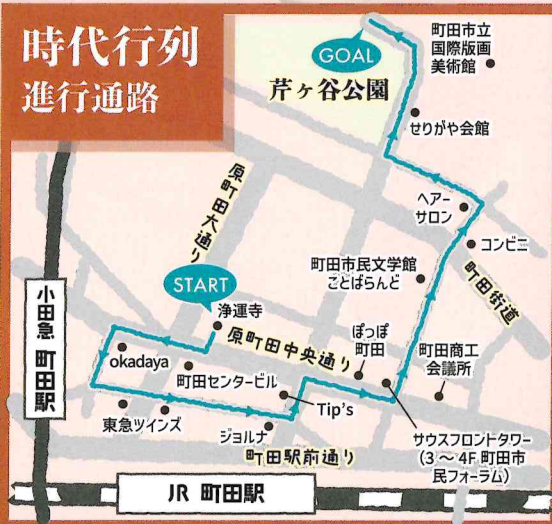 時代行列
進行通路
GOAL
芹ヶ谷公園
町田市立
国際版画
美術館
せりがや会館
原町田大通り
ヘアー
サロン
コンビニ
町田街道
町田市民文学館
ことばらんど
START
浄運寺
原町田中央通り
小田急 町田駅
okadaya
町田センタービル
ぽっぽ
町田
町田商工
会議所
東急ツインズ
Tip's
ジョルナ
町田駅前通り
サウスフロントタワー
(3～4F 町田市
民フォーラム)
JR 町田駅